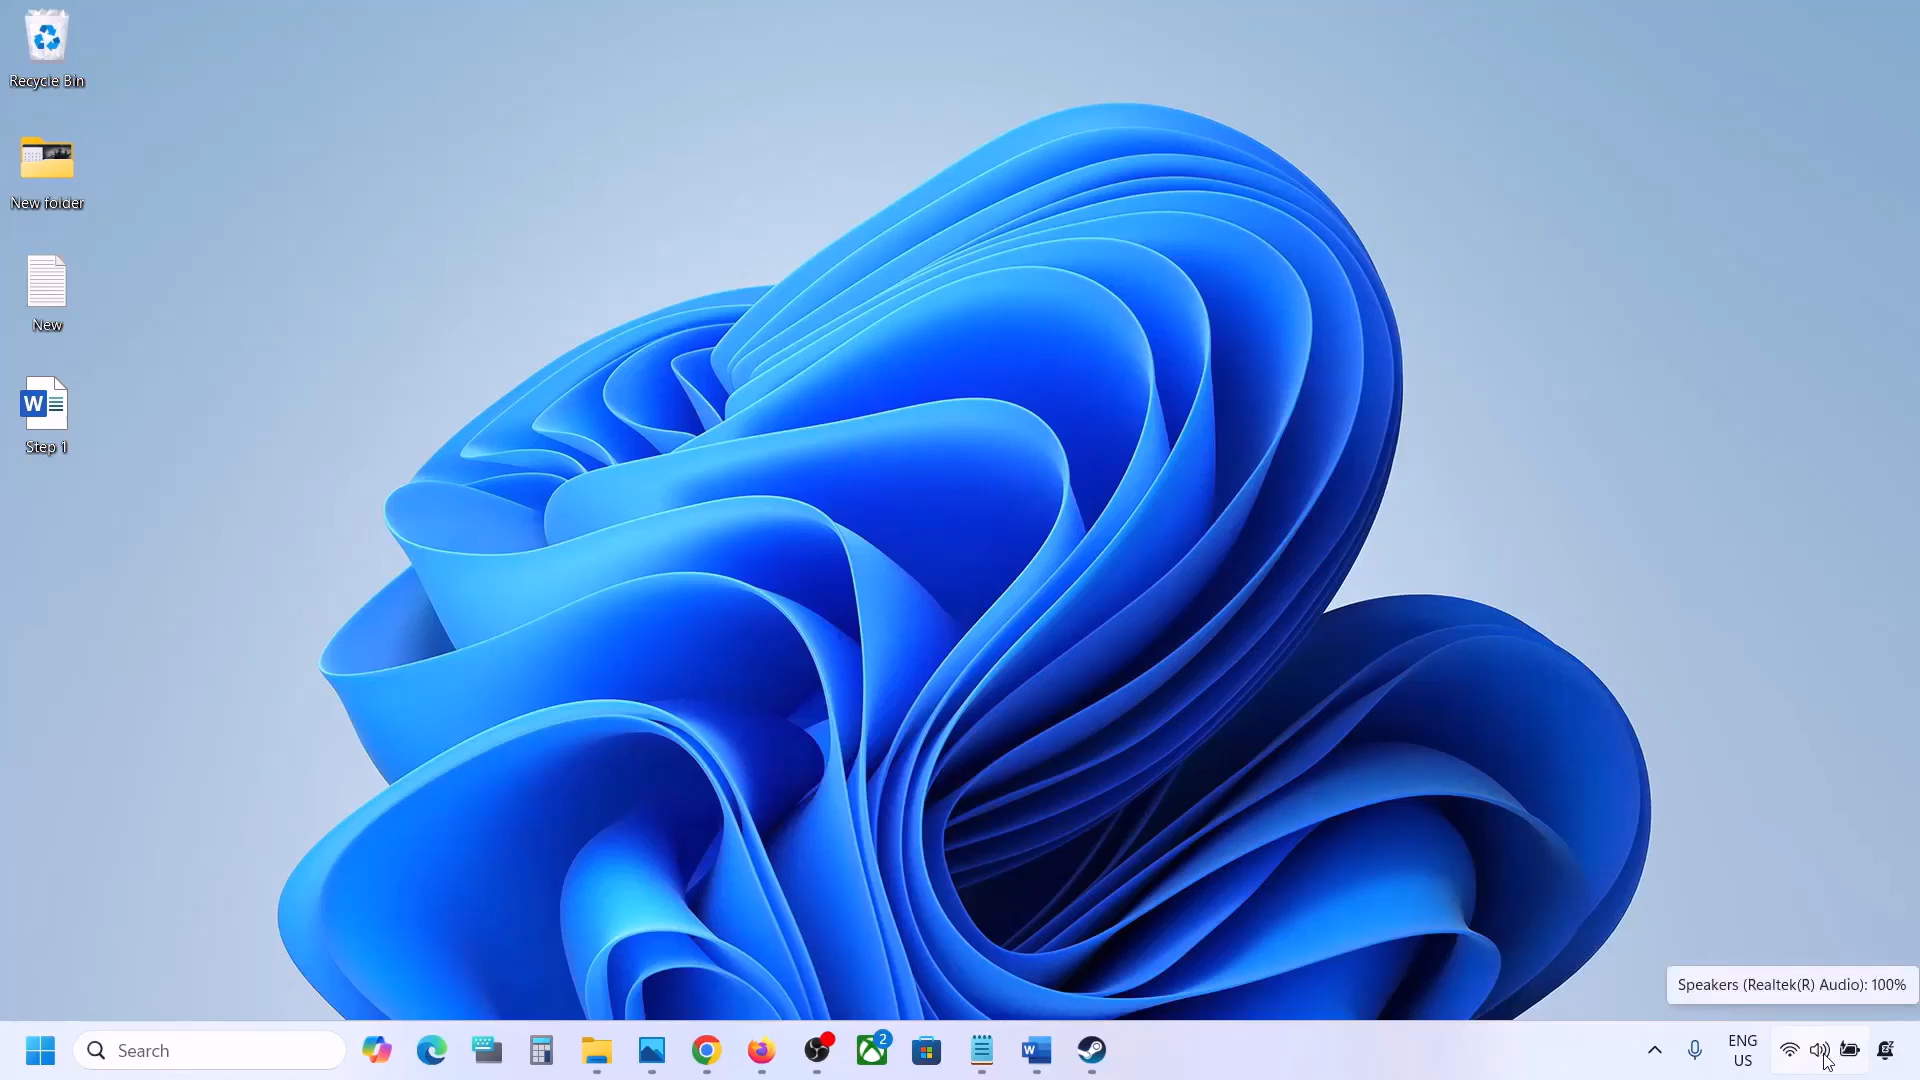 Recycle Bin
New folder
New
W
Step 1
Speakers (Realtek(R) Audio): 100%
Search
2
W
ENG
US